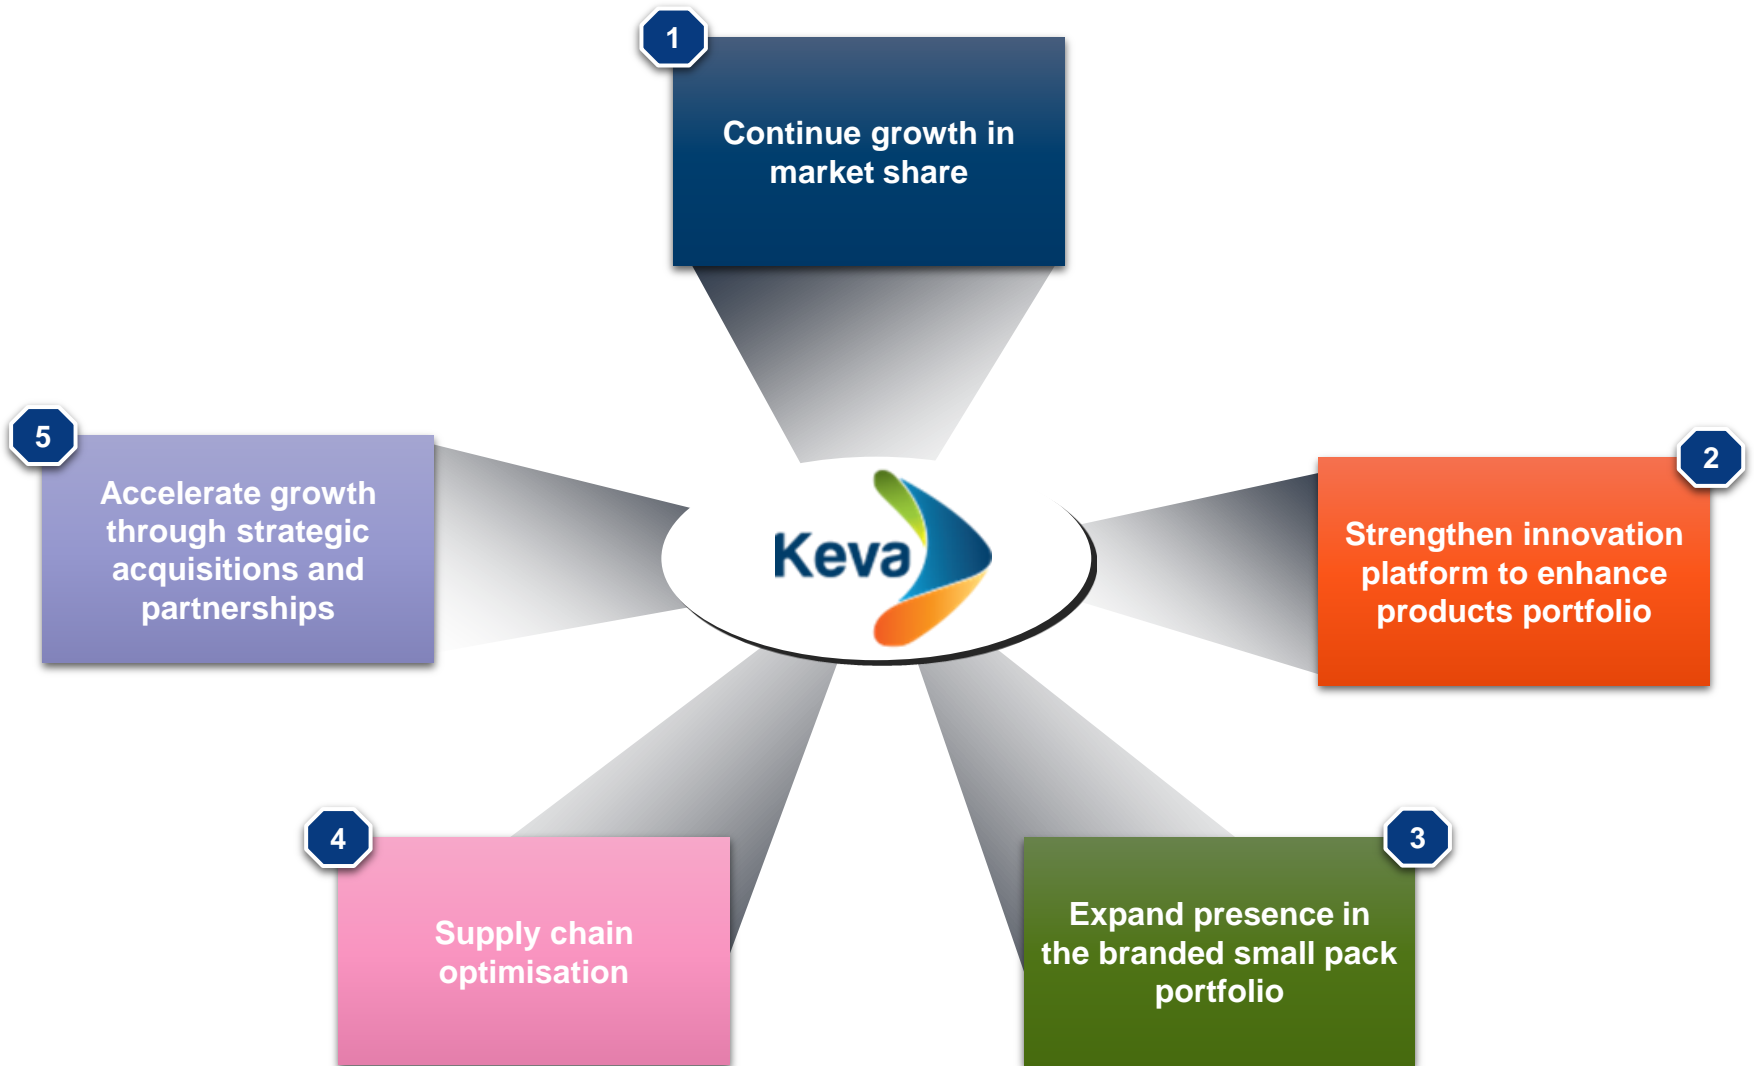 1
Continue growth in
market share
2
Strengthen innovation
platform to enhance
products portfolio
3
Expand presence in
the branded small pack
portfolio
4
Supply chain
optimisation
5
Accelerate growth
through strategic
acquisitions and
partnerships
Keva